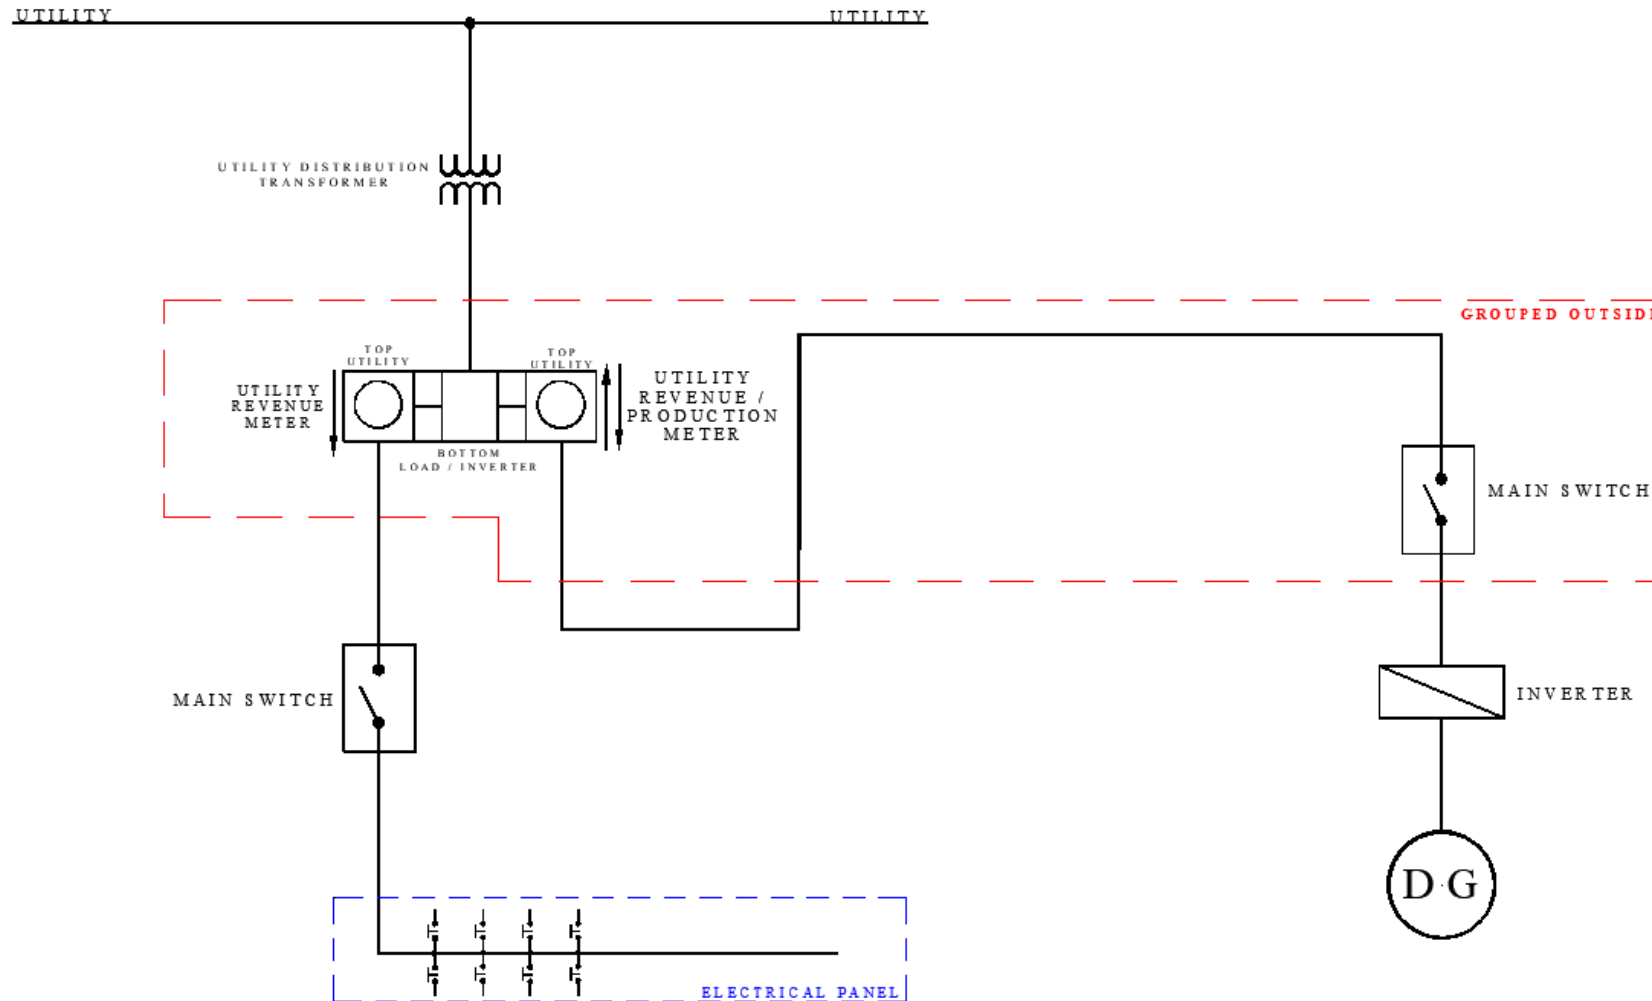 UTILITY
UTILITY
UTILITY DISTRIBUTION
TRANSFORMER
GROUPED OUTSIDE
TOP
UTILITY
TOP
UTILITY
UTILITY
REVENUE
METER
UTILITY
REVENUE /
PRODUCTION
METER
BOTTOM
LOAD / INVERTER
MAIN SWITCH
MAIN SWITCH
INVERTER
D·G
ELECTRICAL PANEL